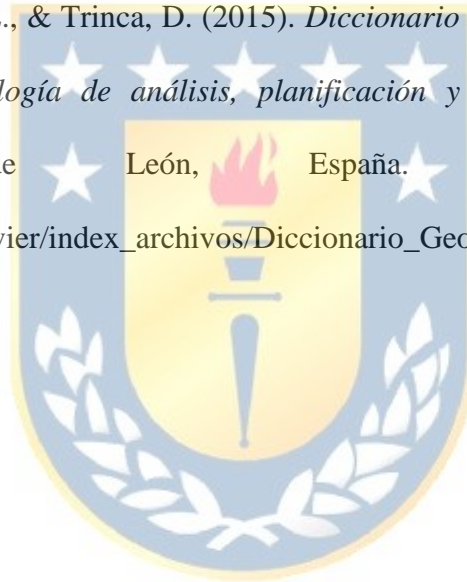 ., & Trinca, D. (2015). Diccionario
logía de análisis, planificación y
e León, España.
vier/index_archivos/Diccionario_Geo